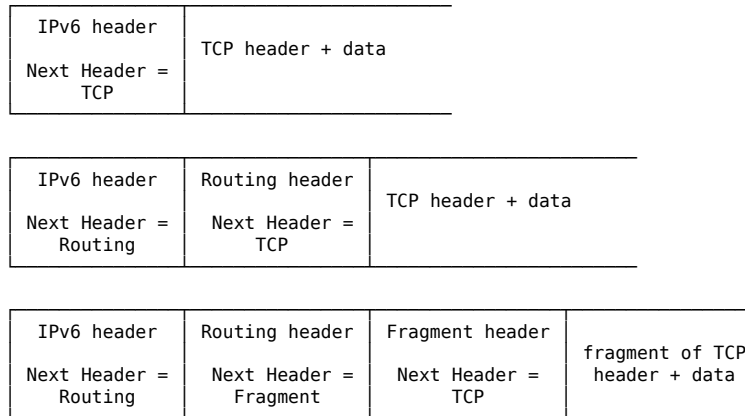 IPv6 header
TCP header + data
Next Header =
TCP
IPv6 header Routing header
TCP header + data
Next Header = Next Header =
Routing TCP
IPv6 header Routing header Fragment header
fragment of TCP
Next Header = Next Header = Next Header = header + data
Routing Fragment TCP